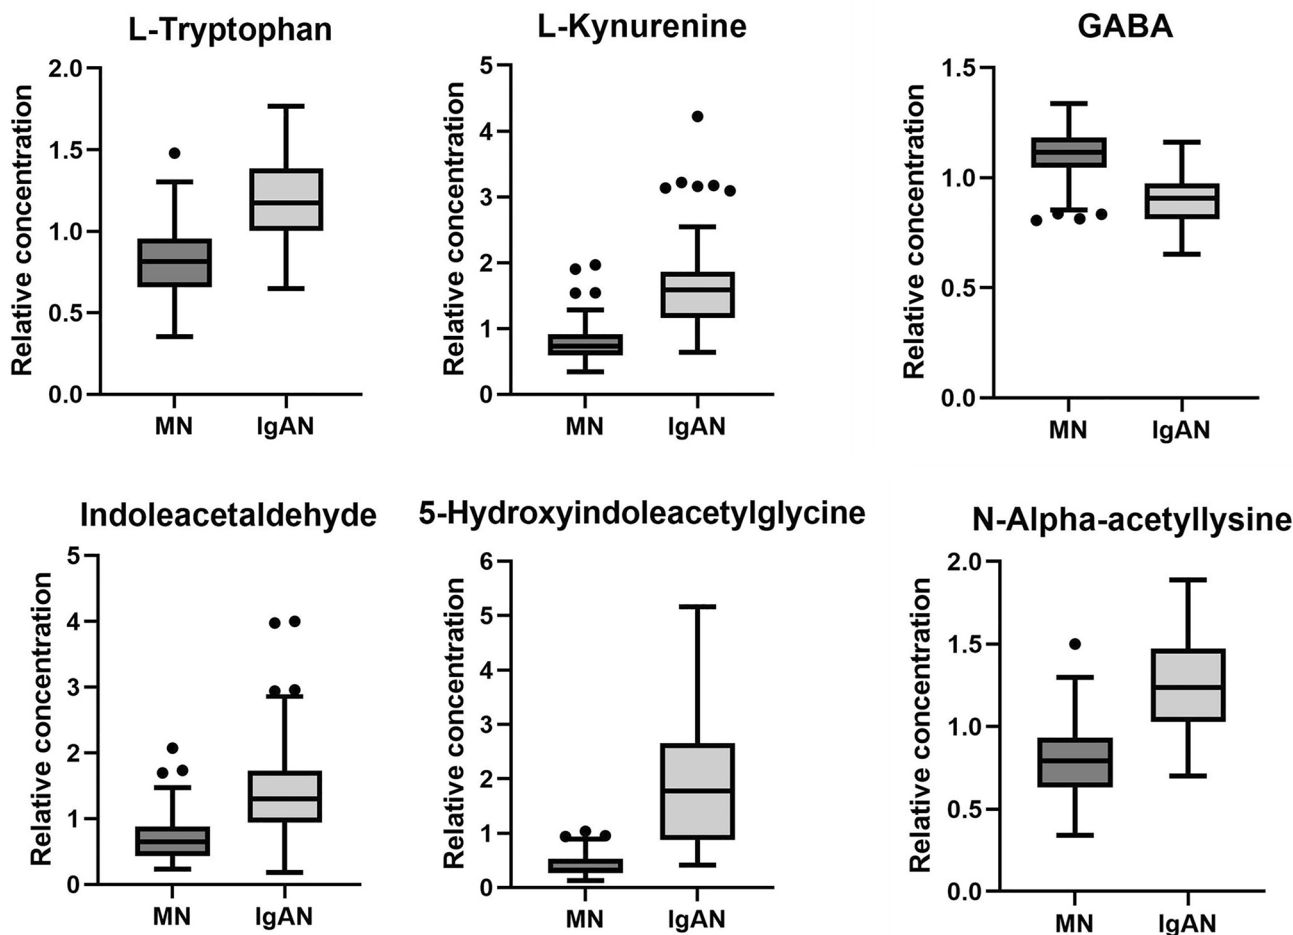 L-Tryptophan
Relative concentration
2.0
1.5
1.0
0.5
0.0
MN IgAN
L-Kynurenine
Relative concentration
5
4
3
2
1
0
MN IgAN
GABA
Relative concentration
1.5
1.0
0.5
0.0
MN IgAN
Indoleacetaldehyde
Relative concentration
5
4
3
2
1
0
MN IgAN
5-Hydroxyindoleacetylglycine
Relative concentration
6
5
4
3
2
1
0
MN IgAN
N-Alpha-acetyllysine
Relative concentration
2.0
1.5
1.0
0.5
0.0
MN IgAN